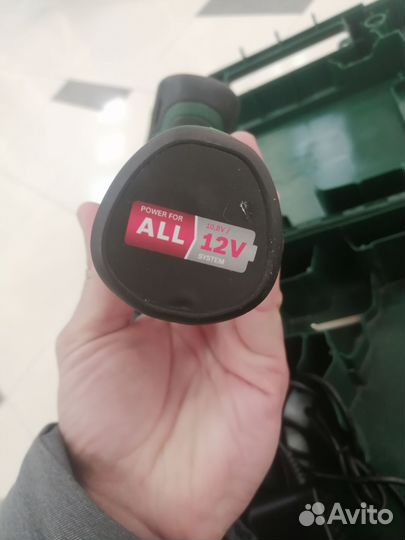 POWER FOR
ALL
10,8V /
12V
SYSTEM
Avito